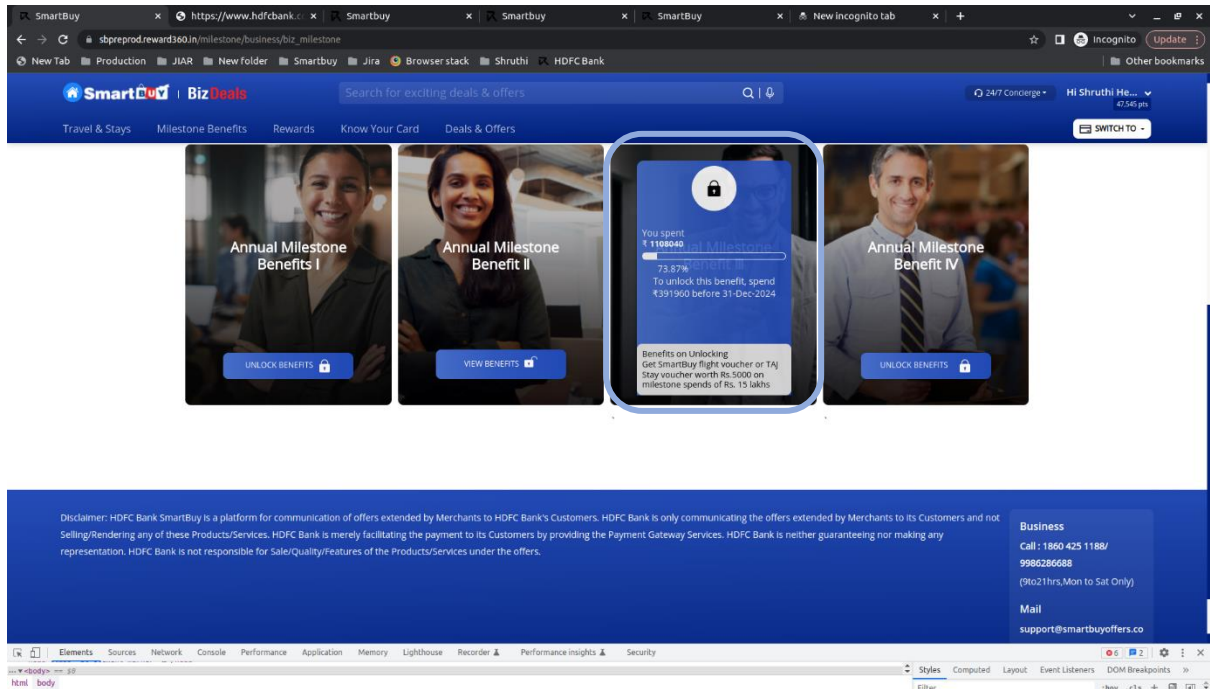 SmartBuy
https://www.hdfcbank.c
Smartbuy
Smartbuy
SmartBuy
New incognito tab
sbpreprod.reward360.in/milestone/business/biz_milestone
Incognito
Update
New Tab Production JIAR New folder Smartbuy Jira Browser stack Shruthi HDFC Bank
Other bookmarks
SmartBUY | BizDeals
Search for exciting deals & offers
24/7 Concierge
Hi Shruthi He...
47,545 pts
Travel & Stays Milestone Benefits Rewards Know Your Card Deals & Offers
SWITCH TO
Annual Milestone
Benefits I
UNLOCK BENEFITS
Annual Milestone
Benefit II
VIEW BENEFITS
You spent
₹ 1108040
Annual Milestone
Benefit III
73.87%
To unlock this benefit, spend
₹391960 before 31-Dec-2024
Benefits on Unlocking
Get SmartBuy flight voucher or TAJ
Stay voucher worth Rs.5000 on
milestone spends of Rs. 15 lakhs
Annual Milestone
Benefit IV
UNLOCK BENEFITS
Disclaimer: HDFC Bank SmartBuy is a platform for communication of offers extended by Merchants to HDFC Bank's Customers. HDFC Bank is only communicating the offers extended by Merchants to its Customers and not
Selling/Rendering any of these Products/Services. HDFC Bank is merely facilitating the payment to its Customers by providing the Payment Gateway Services. HDFC Bank is neither guaranteeing nor making any
representation. HDFC Bank is not responsible for Sale/Quality/Features of the Products/Services under the offers.
Business
Call : 1860 425 1188/
9986286688
(9to21hrs,Mon to Sat Only)
Mail
support@smartbuyoffers.co
Elements Sources Network Console Performance Application Memory Lighthouse Recorder Performance insights Security
6 2
<body> == $0
Styles Computed Layout Event Listeners DOM Breakpoints »
html body
Filter
:hov .cls +